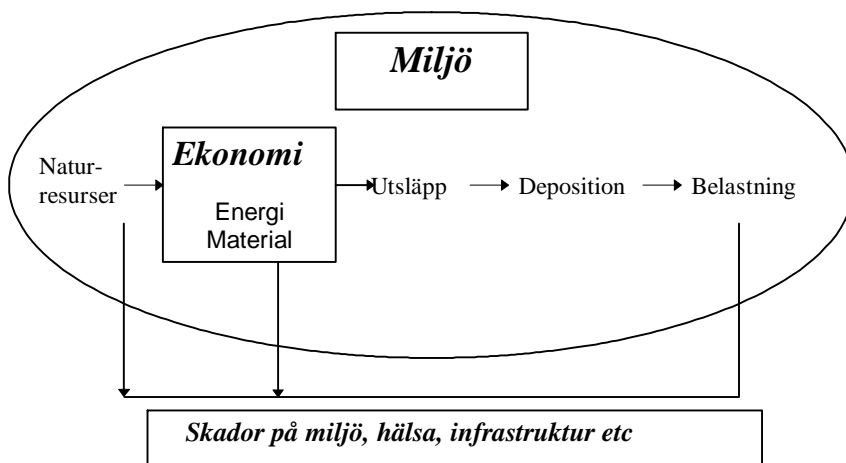 Miljö
Natur-
resurser
Ekonomi
Energi
Material
Utsläpp
Deposition
Belastning
Skador på miljö, hälsa, infrastruktur etc